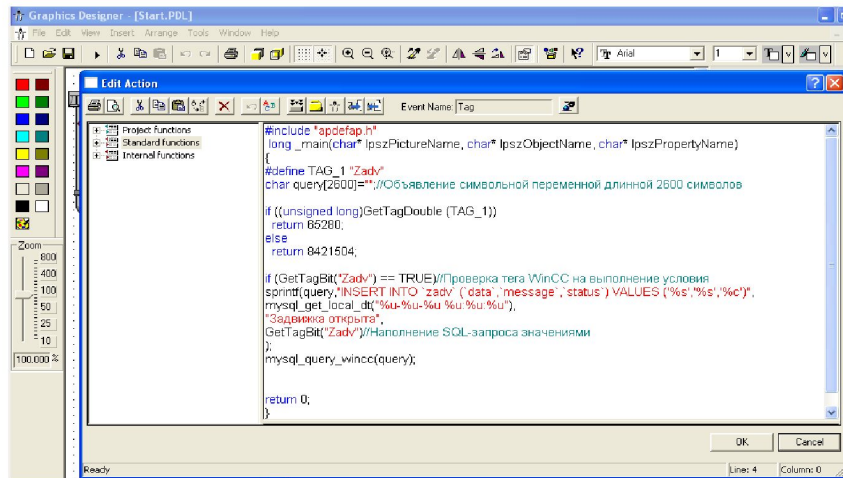 Graphics Designer - [Start.PDL]
File Edit View Insert Arrange Tools Window Help
Arial
1
Edit Action
Event Name: Tag
Project functions
Standard functions
Internal functions
#include "apdefap.h"
long _main(char* lpszPictureName, char* lpszObjectName, char* lpszPropertyName)
{
#define TAG_1 "Zadv"
char query[2600]="";//Объявление символьной переменной длинной 2600 символов
if ((unsigned long)GetTagDouble (TAG_1))
return 65280;
else
return 8421504;
if (GetTagBit("Zadv") == TRUE)//Проверка тега WinCC на выполнение условия
sprintf(query,"INSERT INTO `zadv` (`data`,`message`,`status`) VALUES ('%s','%s','%c')",
mysql_get_local_dt("%u-%u-%u %u:%u:%u"),
"Задвижка открыта",
GetTagBit("Zadv")//Наполнение SQL-запроса значениями
);
mysql_query_wincc(query);
return 0;
}
Zoom
800
400
100
50
25
10
100.000 %
OK
Cancel
Ready
Line: 4
Column: 0